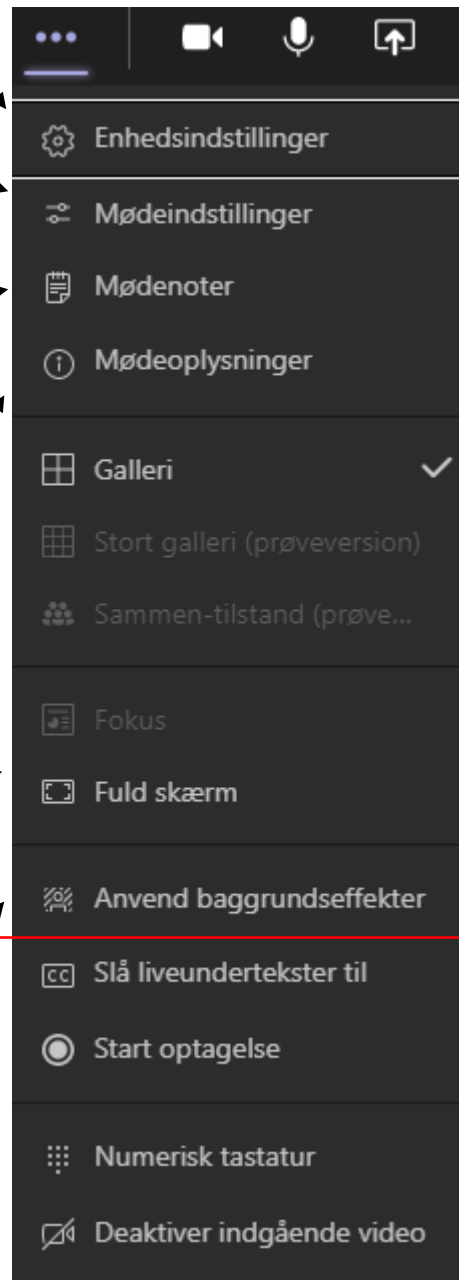 Enhedsindstillinger
Mødeindstillinger
Mødenoter
Mødeoplysninger
Galleri
Stort galleri (prøveversion)
Sammen-tilstand (prøve...
Fokus
Fuld skærm
Anvend baggrundseffekter
CC Slå liveundertekster til
Start optagelse
Numerisk tastatur
Deaktiver indgående video